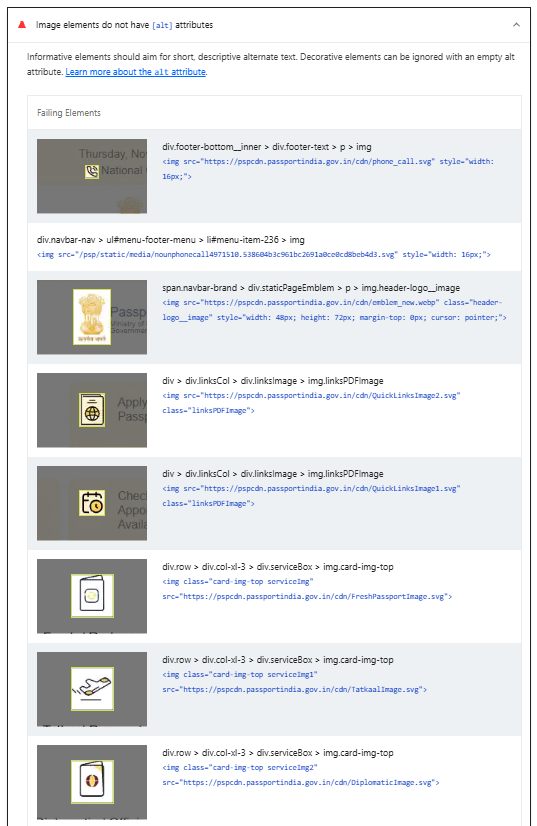 Image elements do not have [alt] attributes
Informative elements should aim for short, descriptive alternate text. Decorative elements can be ignored with an empty alt
attribute. Learn more about the alt attribute.
Failing Elements
Thursday, No
National
div.footer-bottom__inner > div.footer-text > p > img
<img src="https://pspcdn.passportindia.gov.in/cdn/phone_call.svg" style="width:
16px;">
div.navbar-nav > ul#menu-footer-menu > li#menu-item-236 > img
<img src="/psp/static/media/nounphonecall4971510.538604b3c961bc2691a0ce0cd8beb4d3.svg" style="width: 16px;">
Passp
Ministry of
Government
span.navbar-brand > div.staticPageEmblem > p > img.header-logo__image
<img src="https://pspcdn.passportindia.gov.in/cdn/emblem_new.webp" class="header-
logo__image" style="width: 48px; height: 72px; margin-top: 0px; cursor: pointer;">
Apply
Passp
div > div.linksCol > div.linksImage > img.linksPDFImage
<img src="https://pspcdn.passportindia.gov.in/cdn/QuickLinksImage2.svg"
class="linksPDFImage">
Chec
Appo
Availa
div > div.linksCol > div.linksImage > img.linksPDFImage
<img src="https://pspcdn.passportindia.gov.in/cdn/QuickLinksImage1.svg"
class="linksPDFImage">
div.row > div.col-xl-3 > div.serviceBox > img.card-img-top
<img class="card-img-top serviceImg"
src="https://pspcdn.passportindia.gov.in/cdn/FreshPassportImage.svg">
div.row > div.col-xl-3 > div.serviceBox > img.card-img-top
<img class="card-img-top serviceImg1"
src="https://pspcdn.passportindia.gov.in/cdn/TatkaalImage.svg">
div.row > div.col-xl-3 > div.serviceBox > img.card-img-top
<img class="card-img-top serviceImg2"
src="https://pspcdn.passportindia.gov.in/cdn/DiplomaticImage.svg">